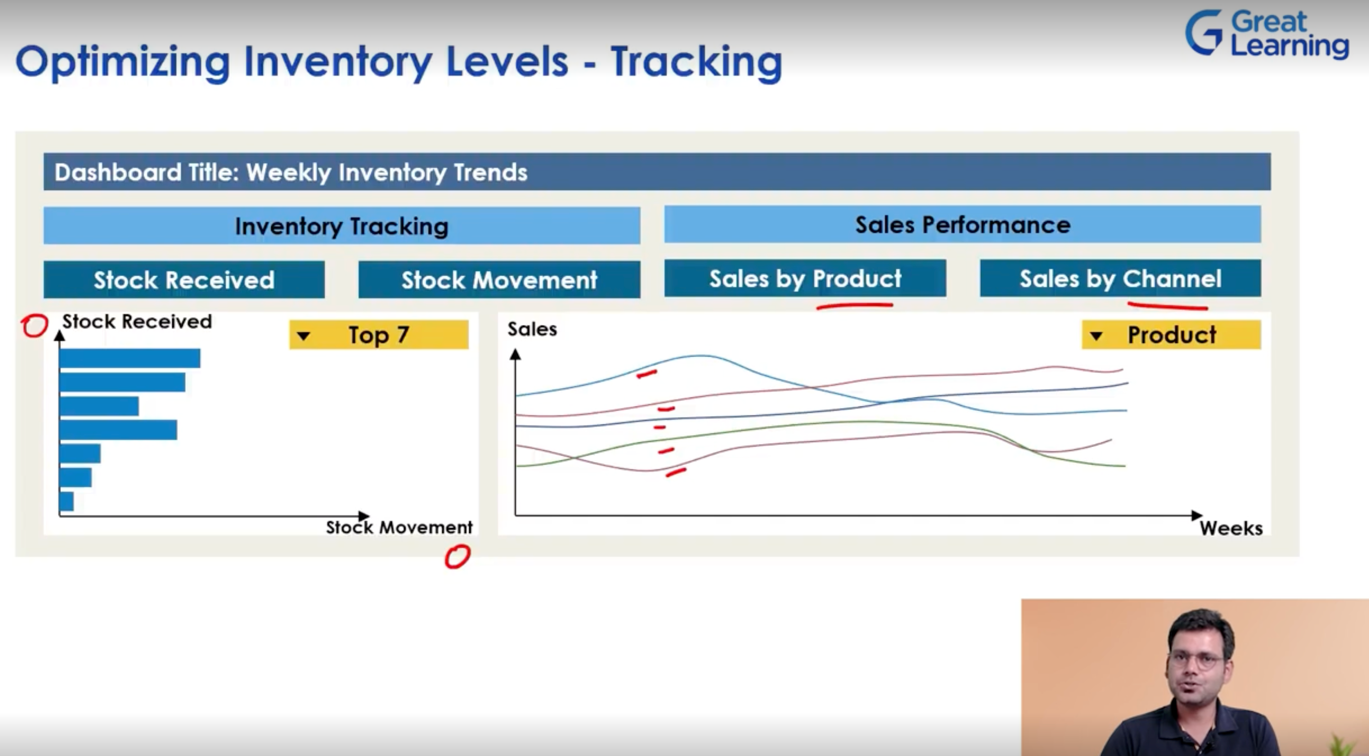 Great
Learning
Optimizing Inventory Levels - Tracking
Dashboard Title: Weekly Inventory Trends
Inventory Tracking
Sales Performance
Stock Received
Stock Movement
Sales by Product
Sales by Channel
Stock Received
Top 7
Stock Movement
Sales
Product
Weeks